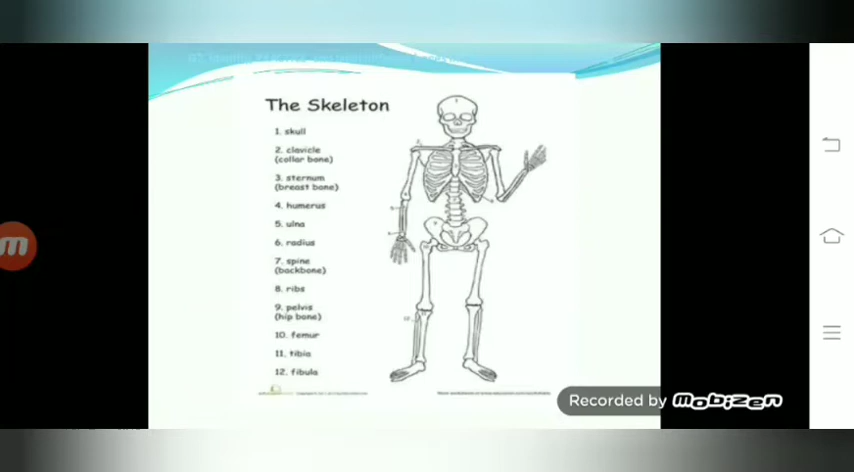 The Skeleton
1. skull
2. clavicle
(collar bone)
3. sternum
(breast bone)
4. humerus
5. ulna
6. radius
7. spine
(backbone)
8. ribs
9. pelvis
(hip bone)
10. femur
11. tibia
12. fibula
Recorded by mobizen